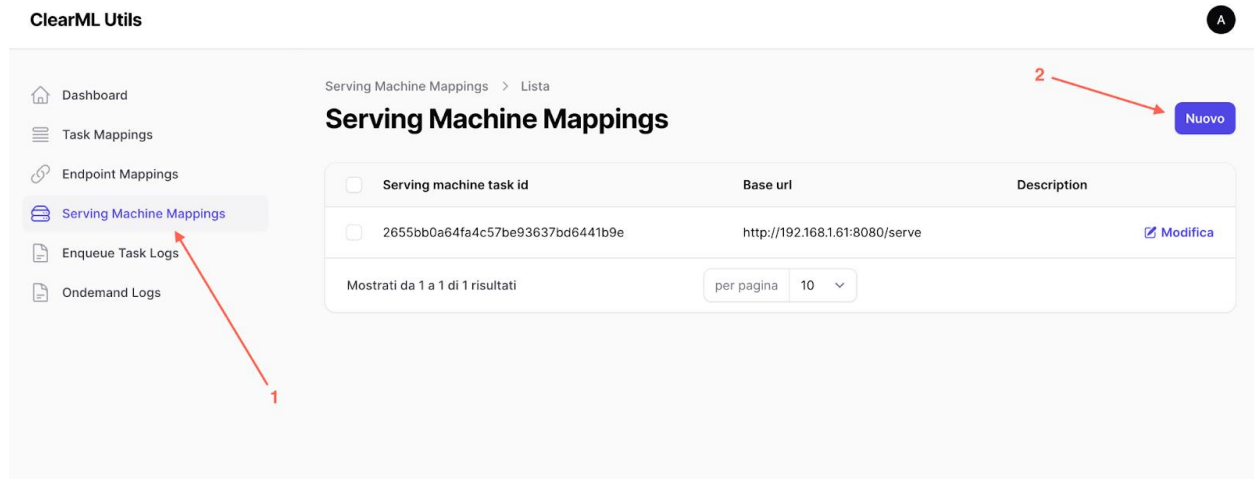 ClearML Utils
A
Dashboard
Task Mappings
Endpoint Mappings
Serving Machine Mappings
Enqueue Task Logs
Ondemand Logs
1
Serving Machine Mappings > Lista
Serving Machine Mappings
2
Nuovo
Serving machine task id Base url Description
2655bb0a64fa4c57be93637bd6441b9e http://192.168.1.61:8080/serve Modifica
Mostrati da 1 a 1 di 1 risultati per pagina 10